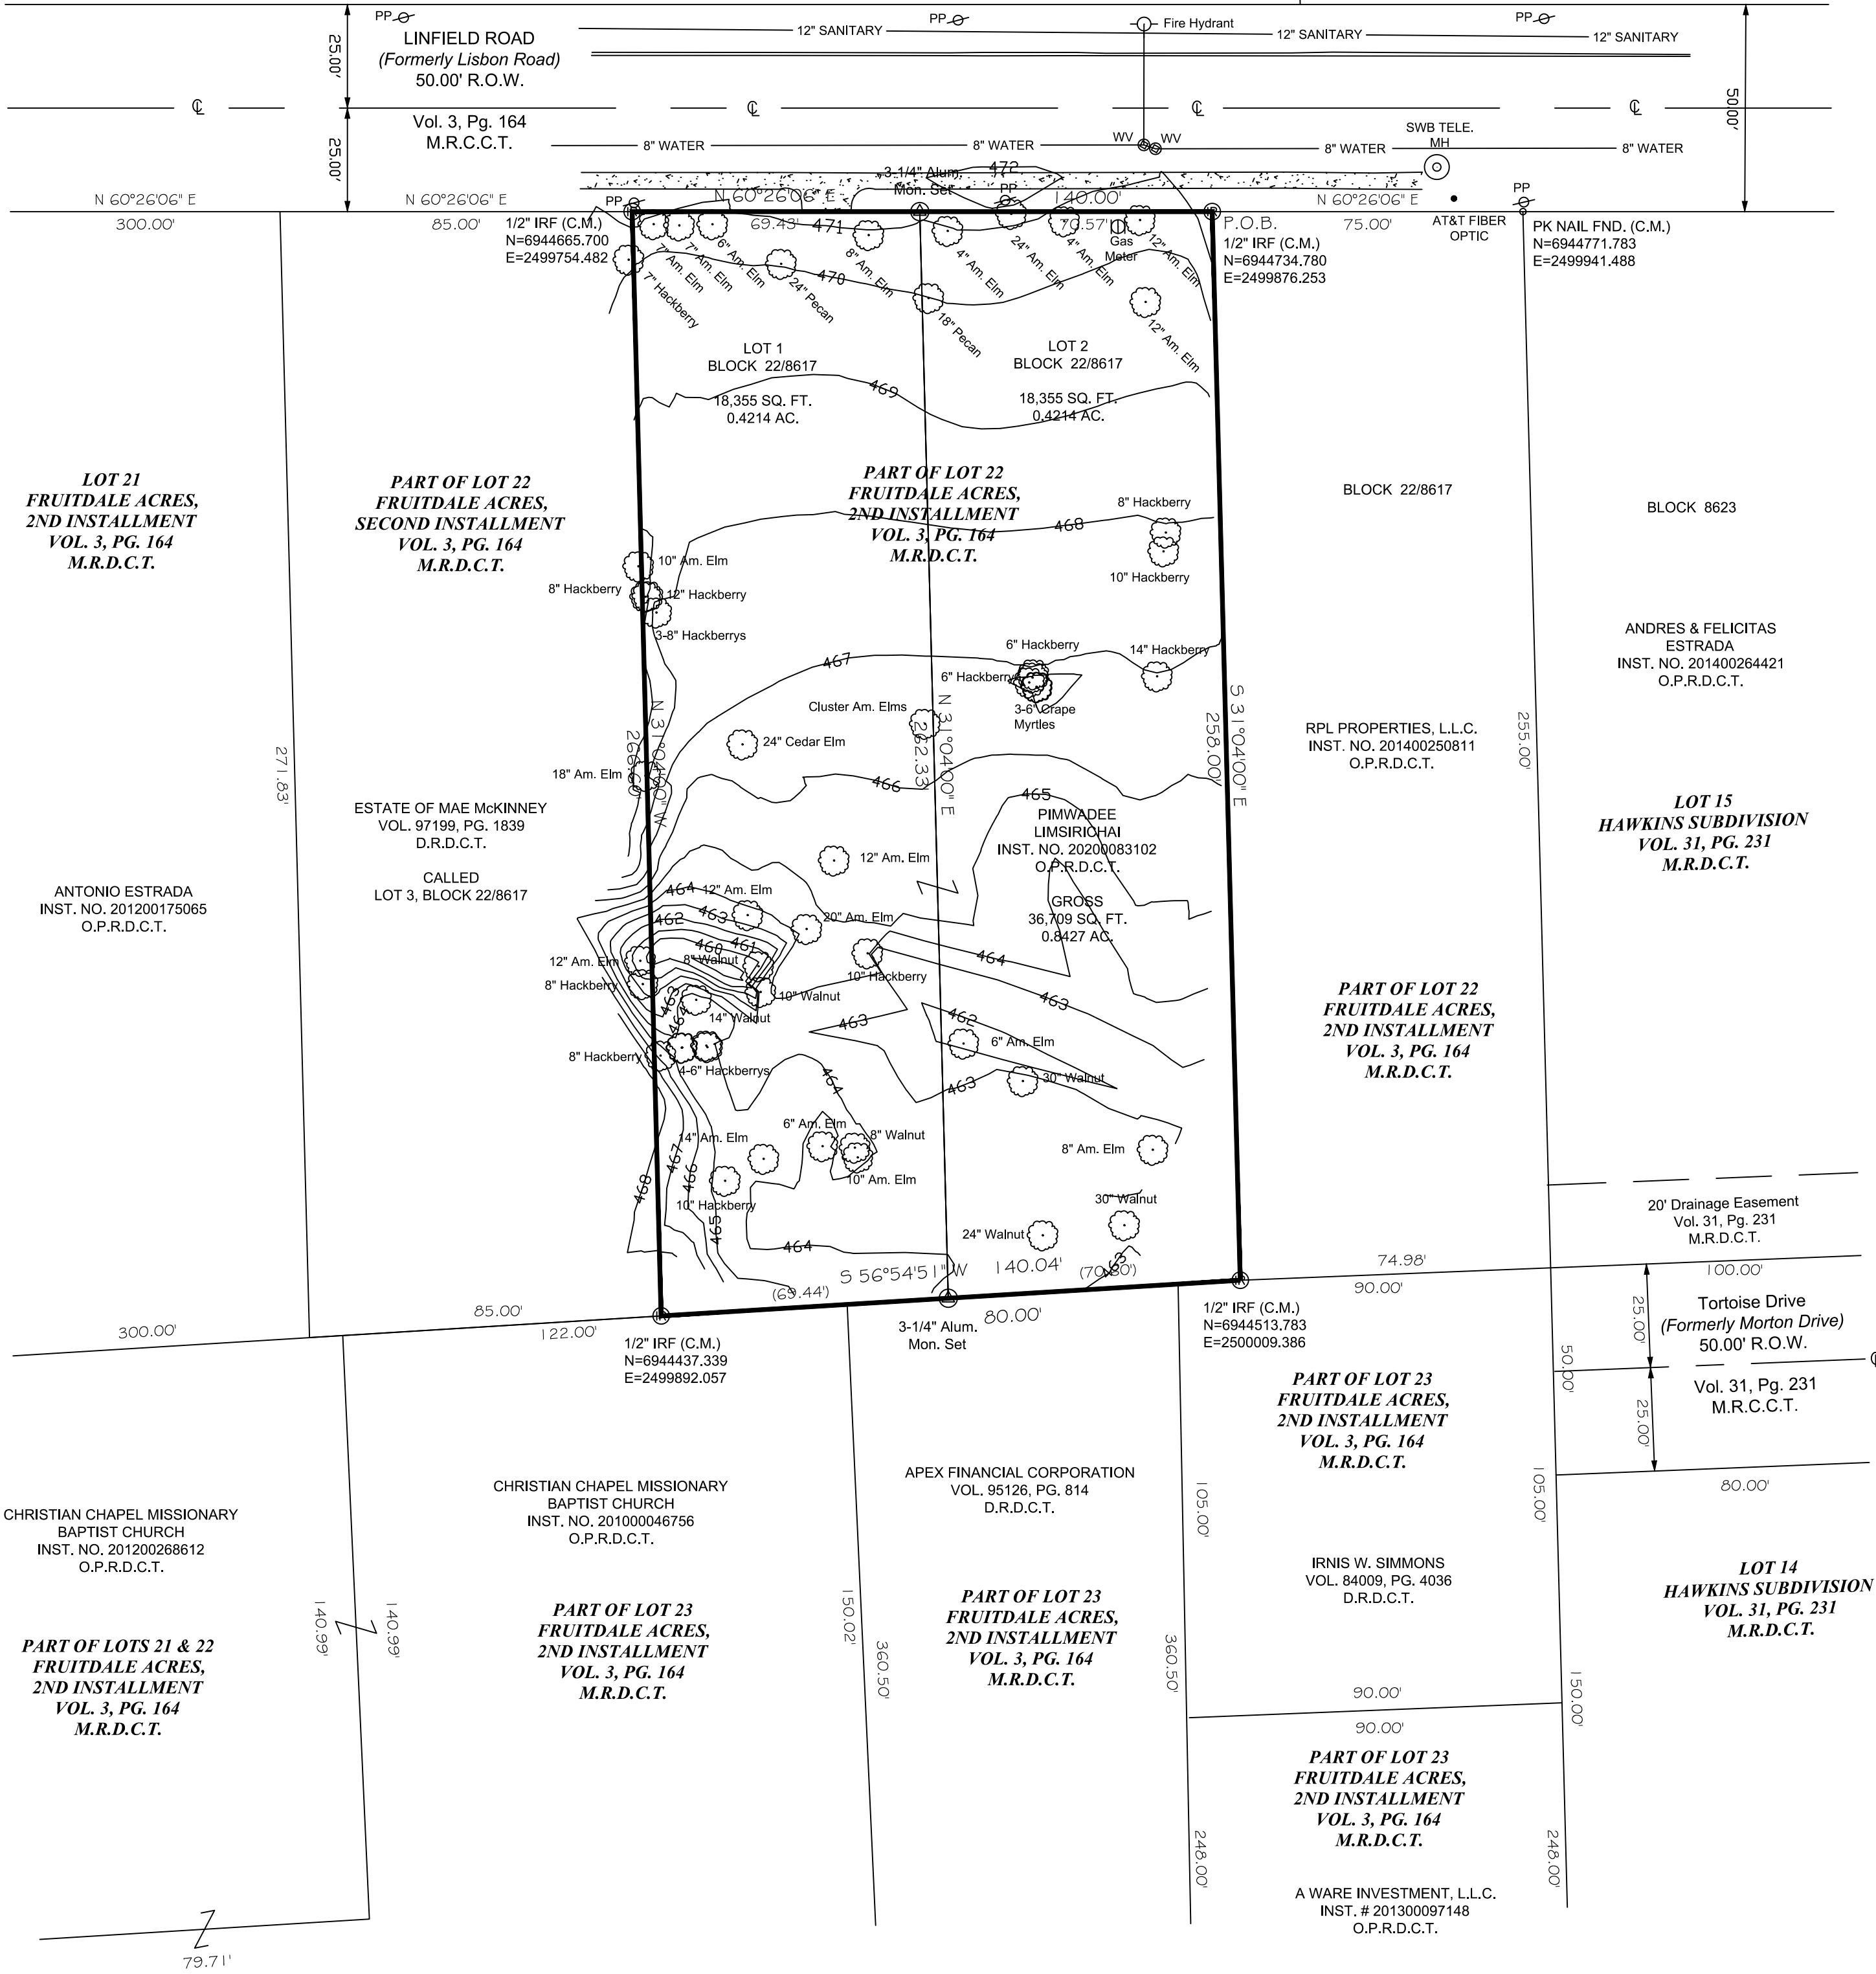 PP
PP
PP
12" SANITARY
Fire Hydrant
12" SANITARY
12" SANITARY
25.00'
LINFIELD ROAD
(Formerly Lisbon Road)
50.00' R.O.W.
50.00'
25.00'
Vol. 3, Pg. 164
M.R.C.C.T.
8" WATER
8" WATER
WV
WV
8" WATER
SWB TELE.
MH
8" WATER
3-1/4" Alum.
Mon. Set
472
N 60°26'06" E
300.00'
N 60°26'06" E
85.00'
PP
N 60°26'06" E
PP
140.00'
N 60°26'06" E
75.00'
PP
1/2" IRF (C.M.)
N=6944665.700
E=2499754.482
69.43'
471
70.57'
Gas
Meter
P.O.B.
1/2" IRF (C.M.)
N=6944734.780
E=2499876.253
AT&T FIBER
OPTIC
PK NAIL FND. (C.M.)
N=6944771.783
E=2499941.488
7" Hackberry
7" Am. Elm
7" Am. Elm
6" Am. Elm
24" Pecan
470
8" Am. Elm
4" Am. Elm
18" Pecan
24" Am. Elm
4" Am. Elm
12" Am. Elm
12" Am. Elm
LOT 1
BLOCK 22/8617
18,355 SQ. FT.
0.4214 AC.
LOT 2
BLOCK 22/8617
18,355 SQ. FT.
0.4214 AC.
469
LOT 21
FRUITDALE ACRES,
2ND INSTALLMENT
VOL. 3, PG. 164
M.R.D.C.T.
PART OF LOT 22
FRUITDALE ACRES,
SECOND INSTALLMENT
VOL. 3, PG. 164
M.R.D.C.T.
PART OF LOT 22
FRUITDALE ACRES,
2ND INSTALLMENT
VOL. 3, PG. 164
M.R.D.C.T.
468
8" Hackberry
10" Hackberry
BLOCK 22/8617
BLOCK 8623
10" Am. Elm
8" Hackberry
12" Hackberry
3-8" Hackberrys
467
6" Hackberry
6" Hackberry
3-6" Crape
Myrtles
14" Hackberry
ANDRES & FELICITAS
ESTRADA
INST. NO. 201400264421
O.P.R.D.C.T.
Cluster Am. Elms
24" Cedar Elm
18" Am. Elm
271.83'
N 31°04'00" W
266.60'
N 31°04'00" E
262.33'
S 31°04'00" E
258.00'
255.00'
RPL PROPERTIES, L.L.C.
INST. NO. 201400250811
O.P.R.D.C.T.
466
465
ESTATE OF MAE McKINNEY
VOL. 97199, PG. 1839
D.R.D.C.T.
CALLED
LOT 3, BLOCK 22/8617
PIMWADEE
LIMSIRICHAI
INST. NO. 20200083102
O.P.R.D.C.T.
GROSS
36,709 SQ. FT.
0.8427 AC.
LOT 15
HAWKINS SUBDIVISION
VOL. 31, PG. 231
M.R.D.C.T.
ANTONIO ESTRADA
INST. NO. 201200175065
O.P.R.D.C.T.
12" Am. Elm
464
12" Am. Elm
462
463
20" Am. Elm
460
461
12" Am. Elm
8" Walnut
8" Hackberry
10" Hackberry
464
10" Walnut
463
463
464
14" Walnut
463
462
8" Hackberry
4-6" Hackberrys
6" Am. Elm
464
463
30" Walnut
PART OF LOT 22
FRUITDALE ACRES,
2ND INSTALLMENT
VOL. 3, PG. 164
M.R.D.C.T.
14" Am. Elm
6" Am. Elm
8" Walnut
10" Am. Elm
8" Am. Elm
468
467
466
10" Hackberry
465
464
24" Walnut
30" Walnut
463
20' Drainage Easement
Vol. 31, Pg. 231
M.R.D.C.T.
S 56°54'51" W
140.04'
(69.44')
(70.60')
74.98'
90.00'
100.00'
300.00'
85.00'
122.00'
80.00'
1/2" IRF (C.M.)
N=6944437.339
E=2499892.057
3-1/4" Alum.
Mon. Set
1/2" IRF (C.M.)
N=6944513.783
E=2500009.386
25.00'
Tortoise Drive
(Formerly Morton Drive)
50.00' R.O.W.
50.00'
25.00'
Vol. 31, Pg. 231
M.R.C.C.T.
80.00'
PART OF LOT 23
FRUITDALE ACRES,
2ND INSTALLMENT
VOL. 3, PG. 164
M.R.D.C.T.
CHRISTIAN CHAPEL MISSIONARY
BAPTIST CHURCH
INST. NO. 201200268612
O.P.R.D.C.T.
CHRISTIAN CHAPEL MISSIONARY
BAPTIST CHURCH
INST. NO. 201000046756
O.P.R.D.C.T.
APEX FINANCIAL CORPORATION
VOL. 95126, PG. 814
D.R.D.C.T.
105.00'
105.00'
IRNIS W. SIMMONS
VOL. 84009, PG. 4036
D.R.D.C.T.
LOT 14
HAWKINS SUBDIVISION
VOL. 31, PG. 231
M.R.D.C.T.
140.99'
140.99'
150.02'
360.50'
360.50'
150.00'
PART OF LOTS 21 & 22
FRUITDALE ACRES,
2ND INSTALLMENT
VOL. 3, PG. 164
M.R.D.C.T.
PART OF LOT 23
FRUITDALE ACRES,
2ND INSTALLMENT
VOL. 3, PG. 164
M.R.D.C.T.
PART OF LOT 23
FRUITDALE ACRES,
2ND INSTALLMENT
VOL. 3, PG. 164
M.R.D.C.T.
90.00'
90.00'
PART OF LOT 23
FRUITDALE ACRES,
2ND INSTALLMENT
VOL. 3, PG. 164
M.R.D.C.T.
248.00'
248.00'
A WARE INVESTMENT, L.L.C.
INST. # 201300097148
O.P.R.D.C.T.
79.71'